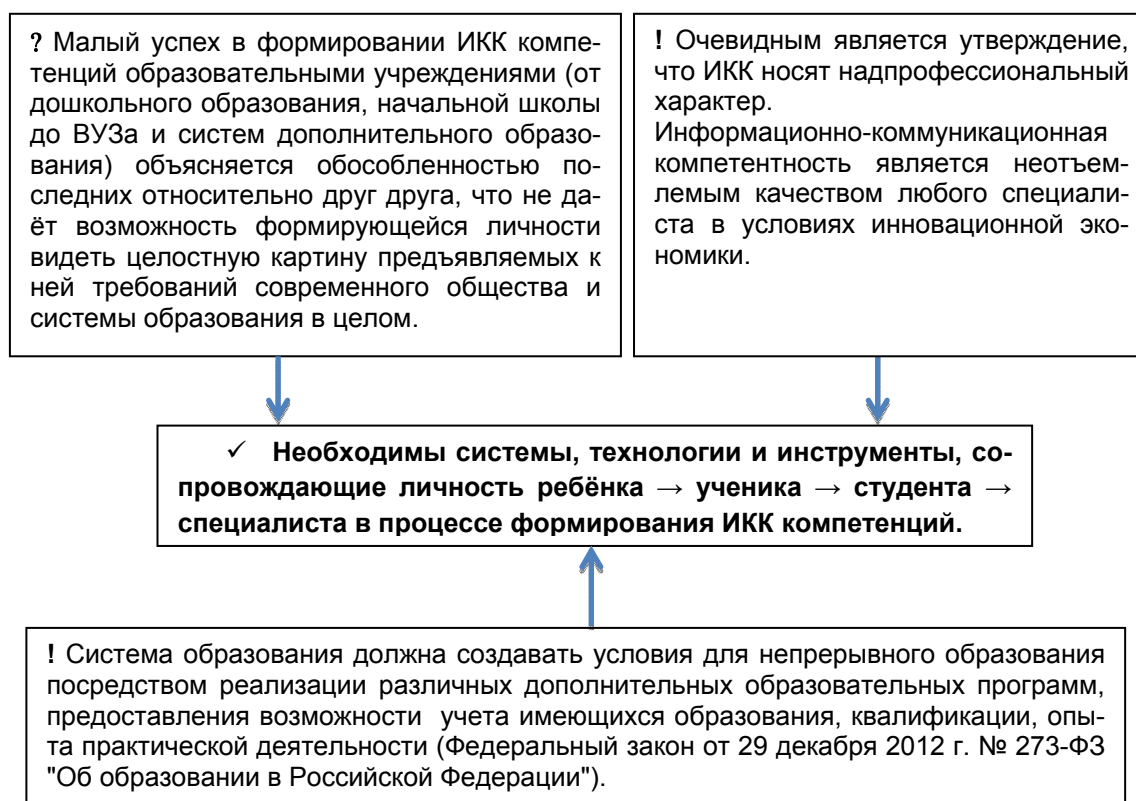 ? Малый успех в формировании ИКК компе-
тенций образовательными учреждениями (от
дошкольного образования, начальной школы
до ВУЗа и систем дополнительного образо-
вания) объясняется обособленностью по-
следних относительно друг друга, что не да-
ёт возможность формирующейся личности
видеть целостную картину предъявляемых к
ней требований современного общества и
системы образования в целом.
! Очевидным является утверждение,
что ИКК носят надпрофессиональный
характер.
Информационно-коммуникационная
компетентность является неотъем-
лемым качеством любого специали-
ста в условиях инновационной эко-
номики.
✓ Необходимы системы, технологии и инструменты, со-
провождающие личность ребёнка → ученика → студента →
специалиста в процессе формирования ИКК компетенций.
! Система образования должна создавать условия для непрерывного образования
посредством реализации различных дополнительных образовательных программ,
предоставления возможности учета имеющихся образования, квалификации, опы-
та практической деятельности (Федеральный закон от 29 декабря 2012 г. № 273-ФЗ
"Об образовании в Российской Федерации").